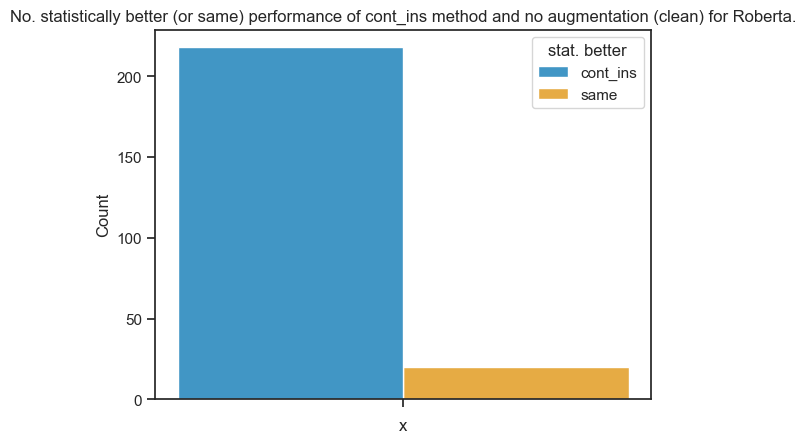 No. statistically better (or same) performance of cont_ins method and no augmentation (clean) for Roberta.
stat. better
cont_ins
same
200
150
100
50
0
Count
x